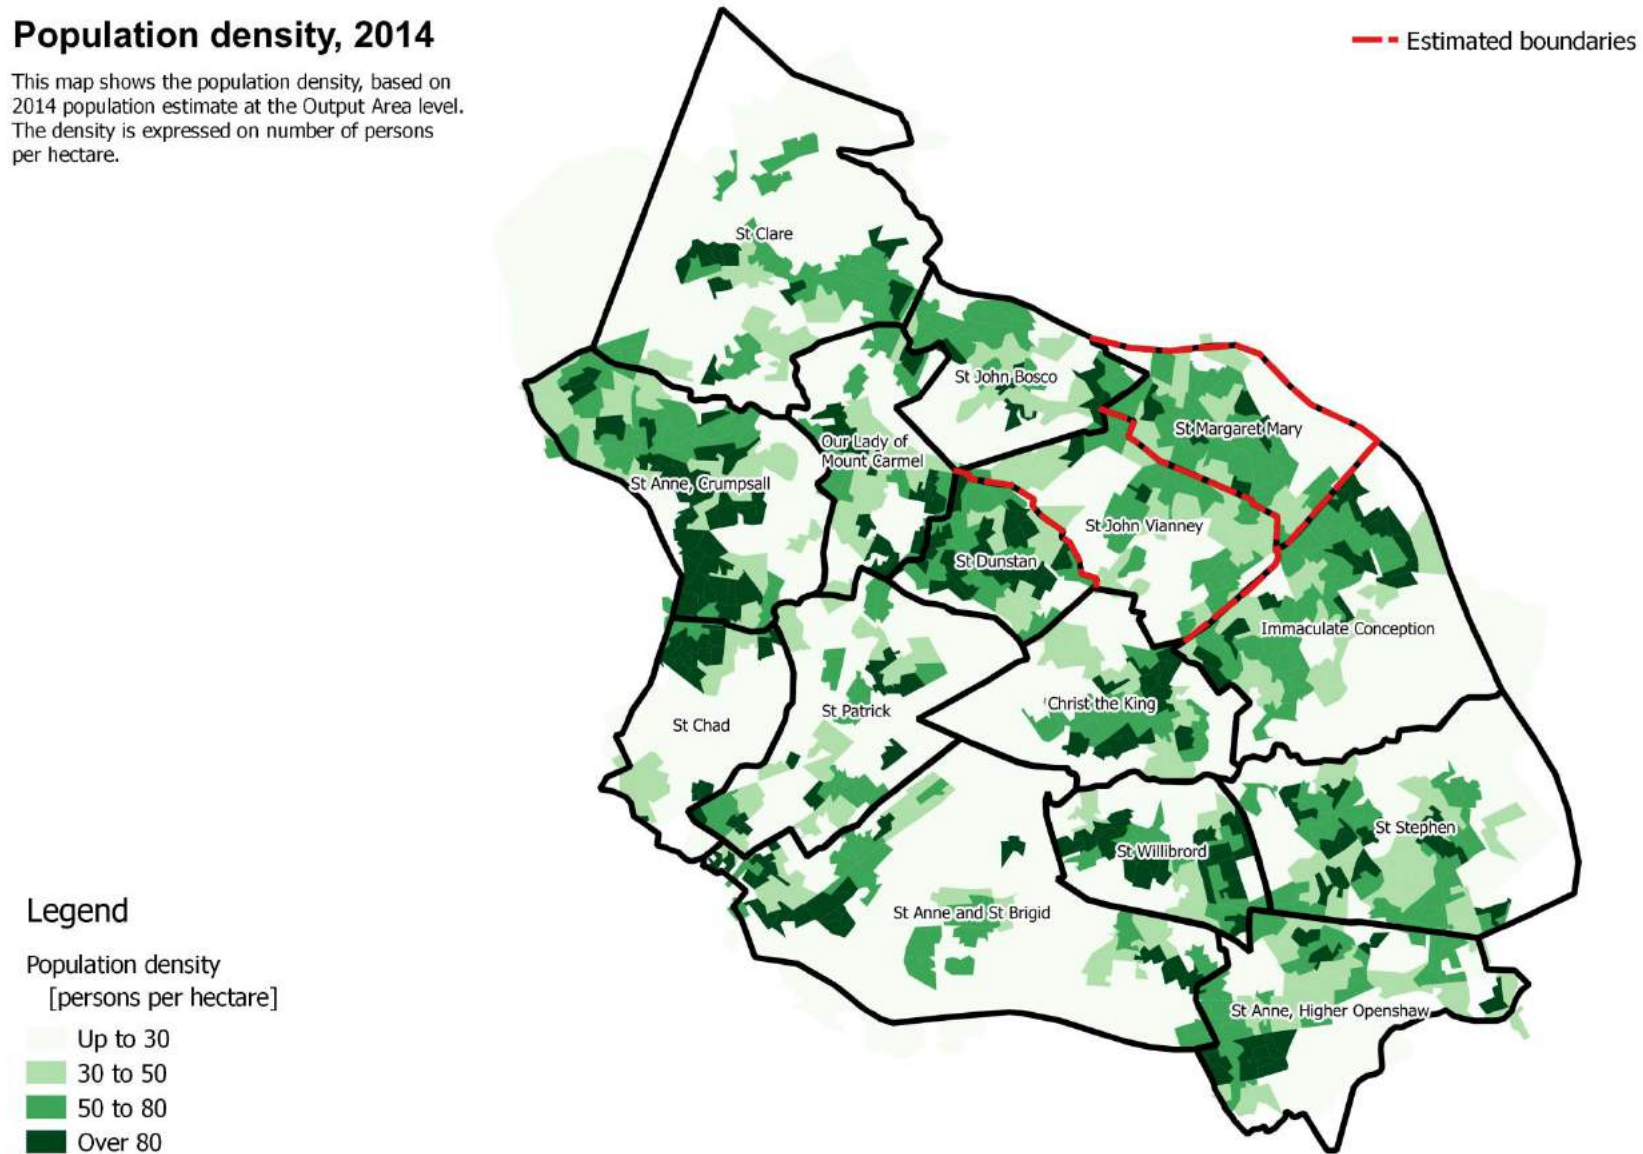 Population density, 2014
This map shows the population density, based on
2014 population estimate at the Output Area level.
The density is expressed on number of persons
per hectare.
Estimated boundaries
St Clare
St John Bosco
St Margaret Mary
Our Lady of
Mount Carmel
St Anne, Crumpsall
St John Vianney
St Dunstan
Immaculate Conception
St Chad
St Patrick
Christ the King
St Stephen
St Willibrord
St Anne and St Brigid
St Anne, Higher Openshaw
Legend
Population density
[persons per hectare]
Up to 30
30 to 50
50 to 80
Over 80